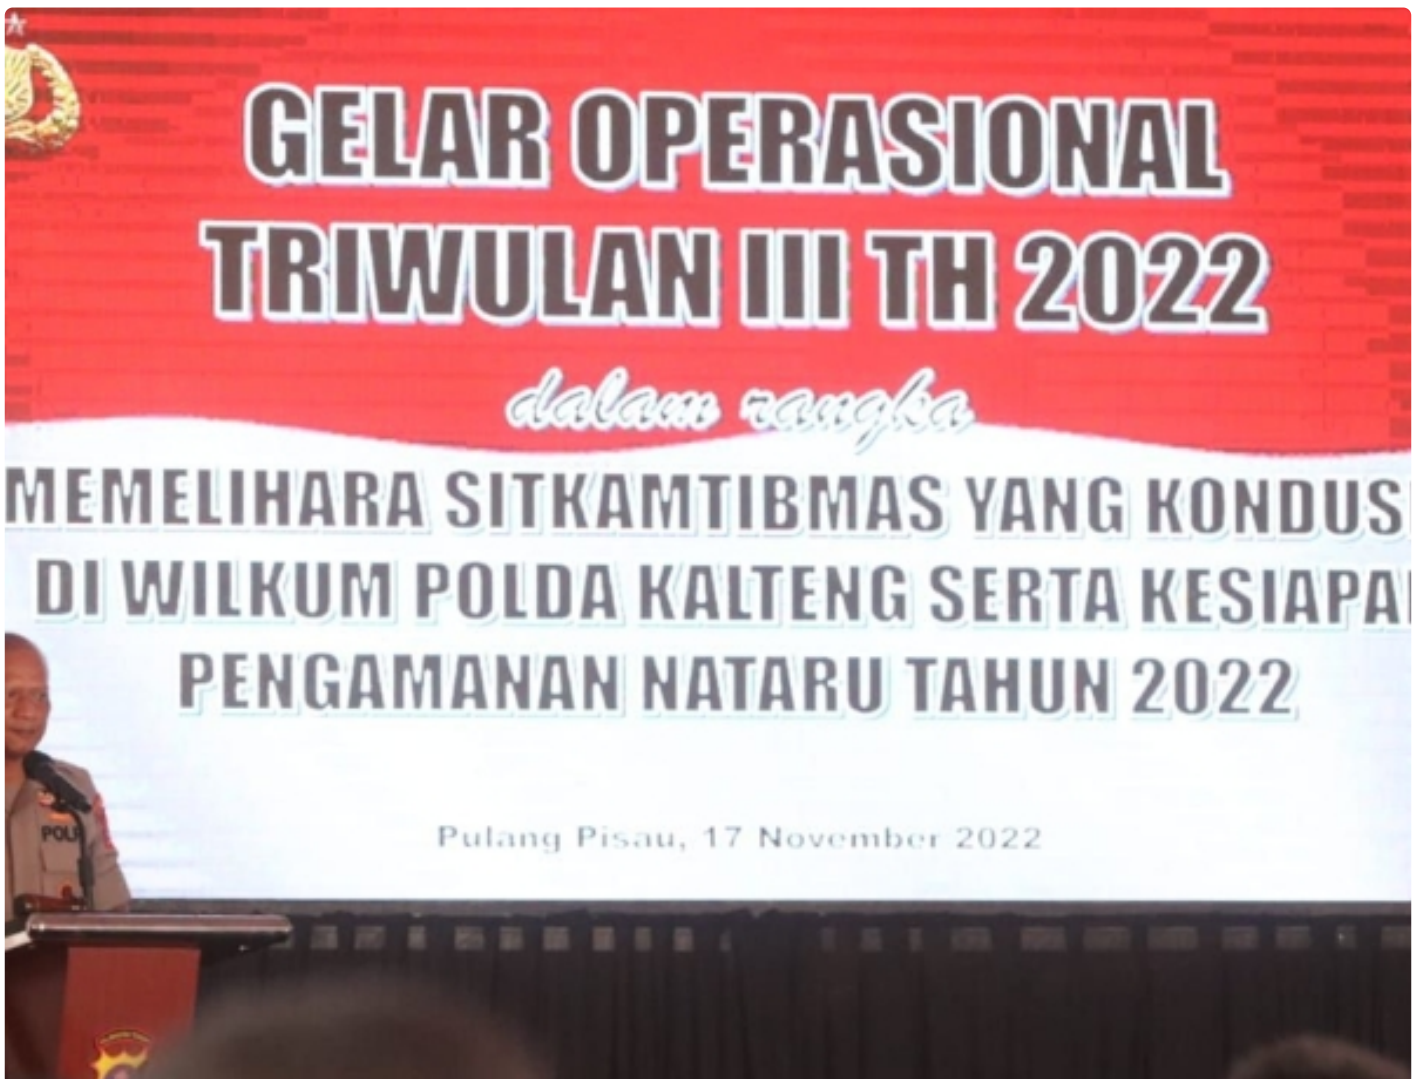 GELAR OPERASIONAL
TRIWULAN III TH 2022
dalam rangka
MEMELIHARA SITKAMTIBMAS YANG KONDUS
DI WILKUM POLDA KALTENG SERTA KESIAPA
PENGAMANAN NATARU TAHUN 2022
Pulang Pisau, 17 November 2022
POL